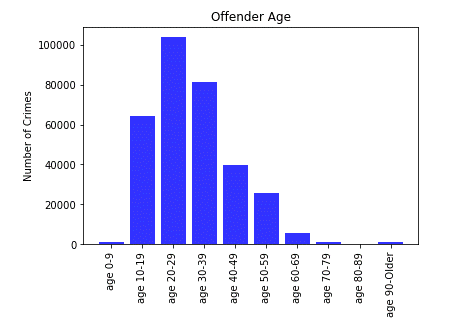 Offender Age
Number of Crimes
100000
80000
60000
40000
20000
0
age 0-9
age 10-19
age 20-29
age 30-39
age 40-49
age 50-59
age 60-69
age 70-79
age 80-89
age 90-Older